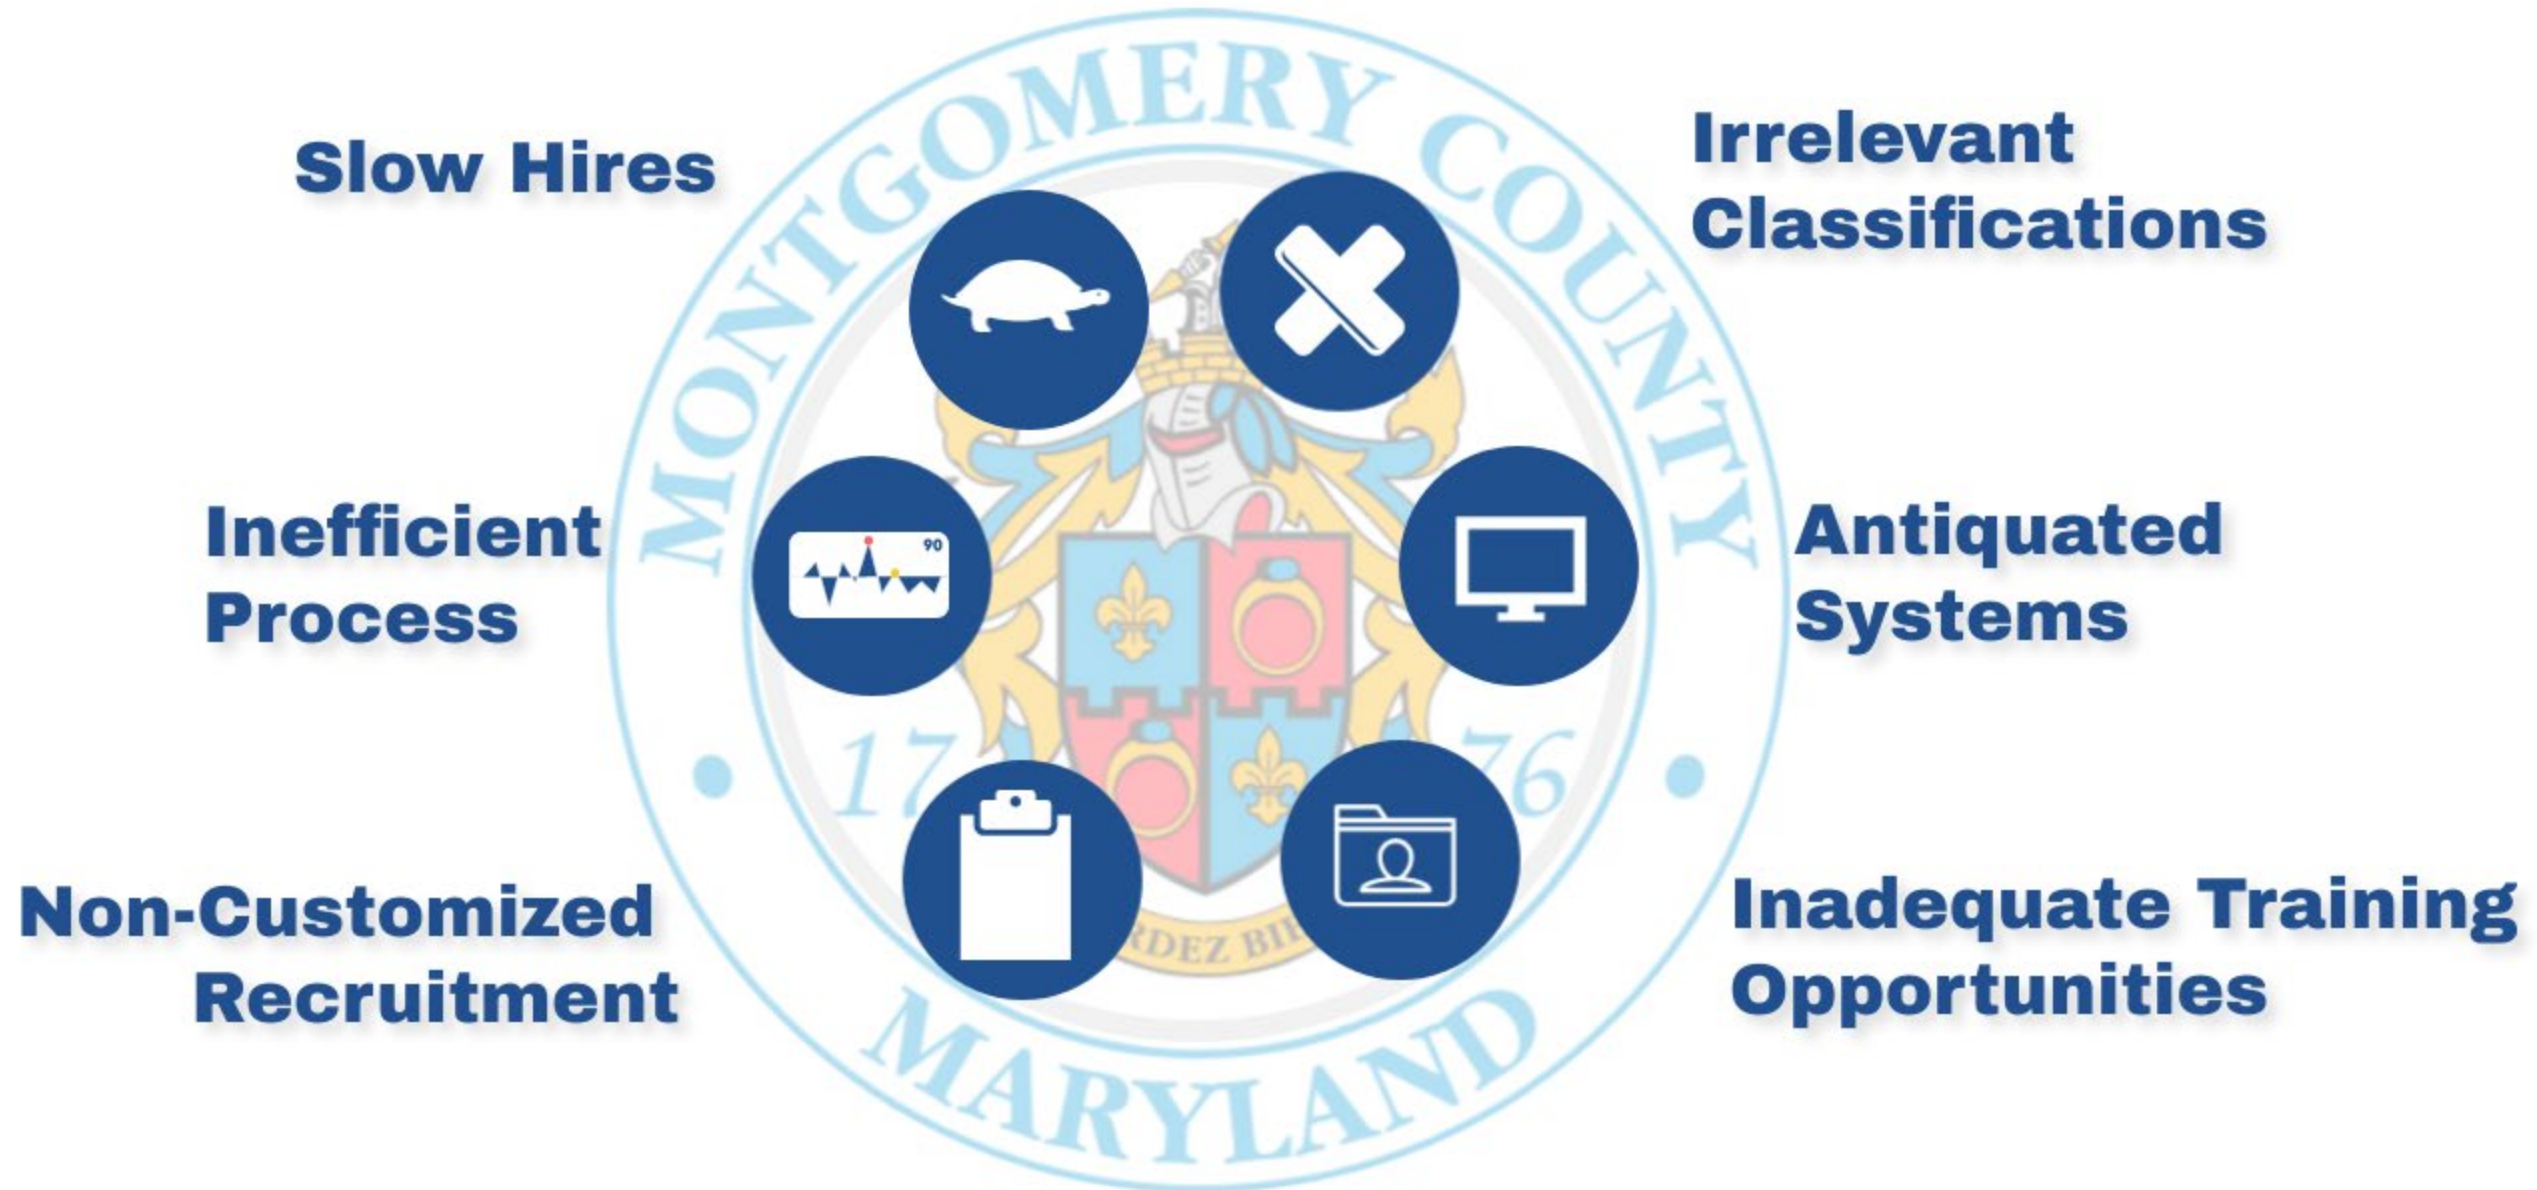 MONTGOMERY COUNTY
Slow Hires
Irrelevant
Classifications
Inefficient
Process
90
Antiquated
Systems
17
76
Non-Customized
Recruitment
Inadequate Training
Opportunities
MARYLAND